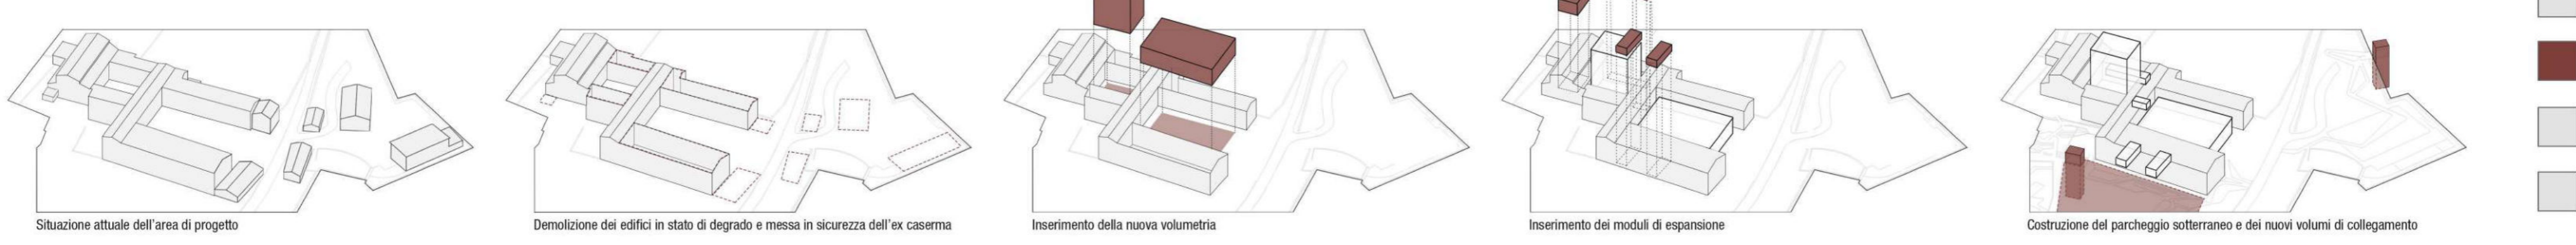 Situazione attuale dell'area di progetto
Demolizione dei edifici in stato di degrado e messa in sicurezza dell'ex caserma
Inserimento della nuova volumetria
Inserimento dei moduli di espansione
Costruzione del parcheggio sotterraneo e dei nuovi volumi di collegamento